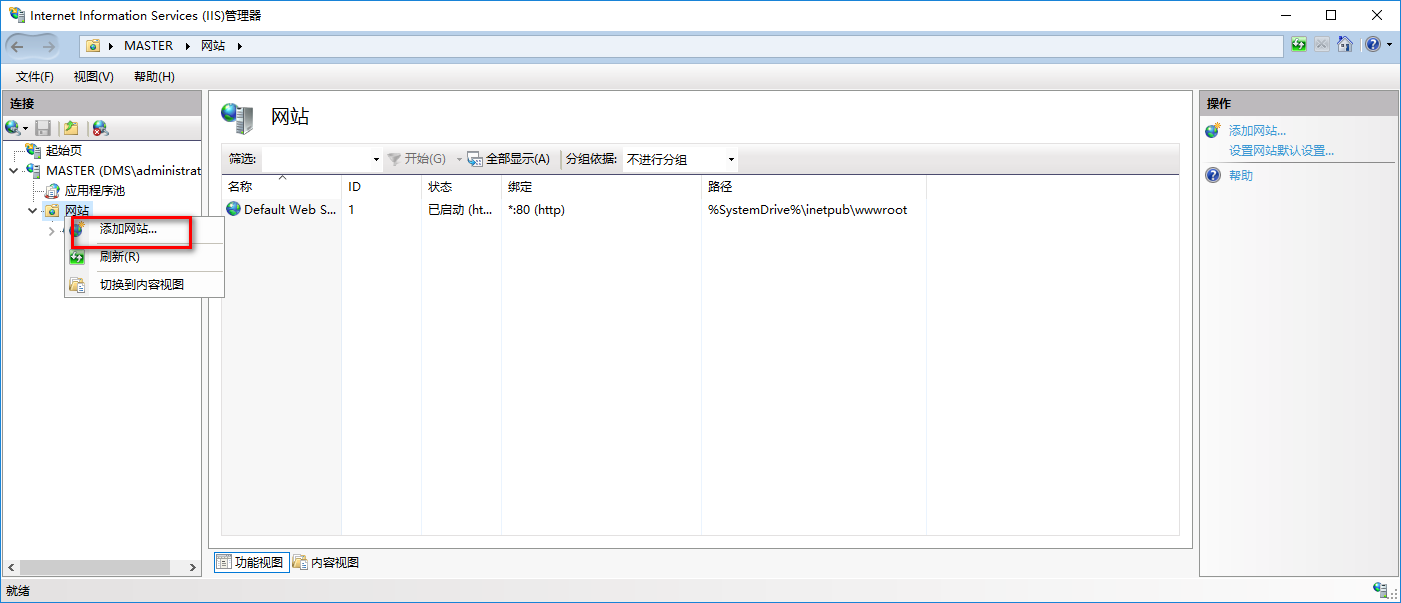 Internet Information Services (IIS)管理器
MASTER 网站
文件(F) 视图(V) 帮助(H)
连接
起始页
MASTER (DMS\administrat
应用程序池
网站
添加网站...
刷新(R)
切换到内容视图
网站
筛选: 开始(G) 全部显示(A) 分组依据: 不进行分组
名称 ID 状态 绑定 路径
Default Web S... 1 已启动 (ht... *:80 (http) %SystemDrive%\inetpub\wwwroot
功能视图 内容视图
操作
添加网站...
设置网站默认设置...
帮助
就绪